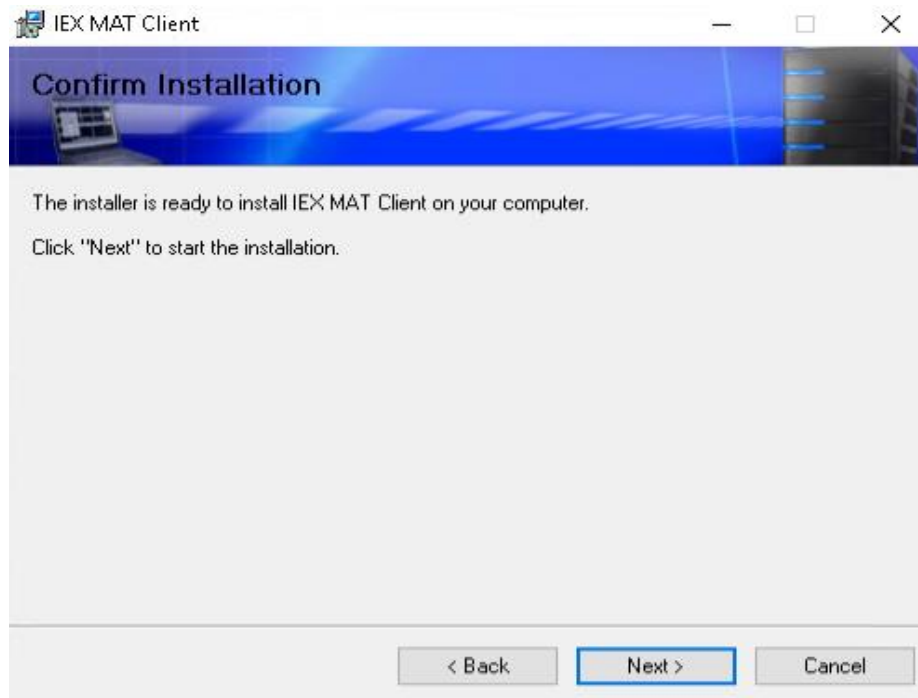 IEX MAT Client
Confirm Installation
The installer is ready to install IEX MAT Client on your computer.
Click "Next" to start the installation.
< Back
Next >
Cancel